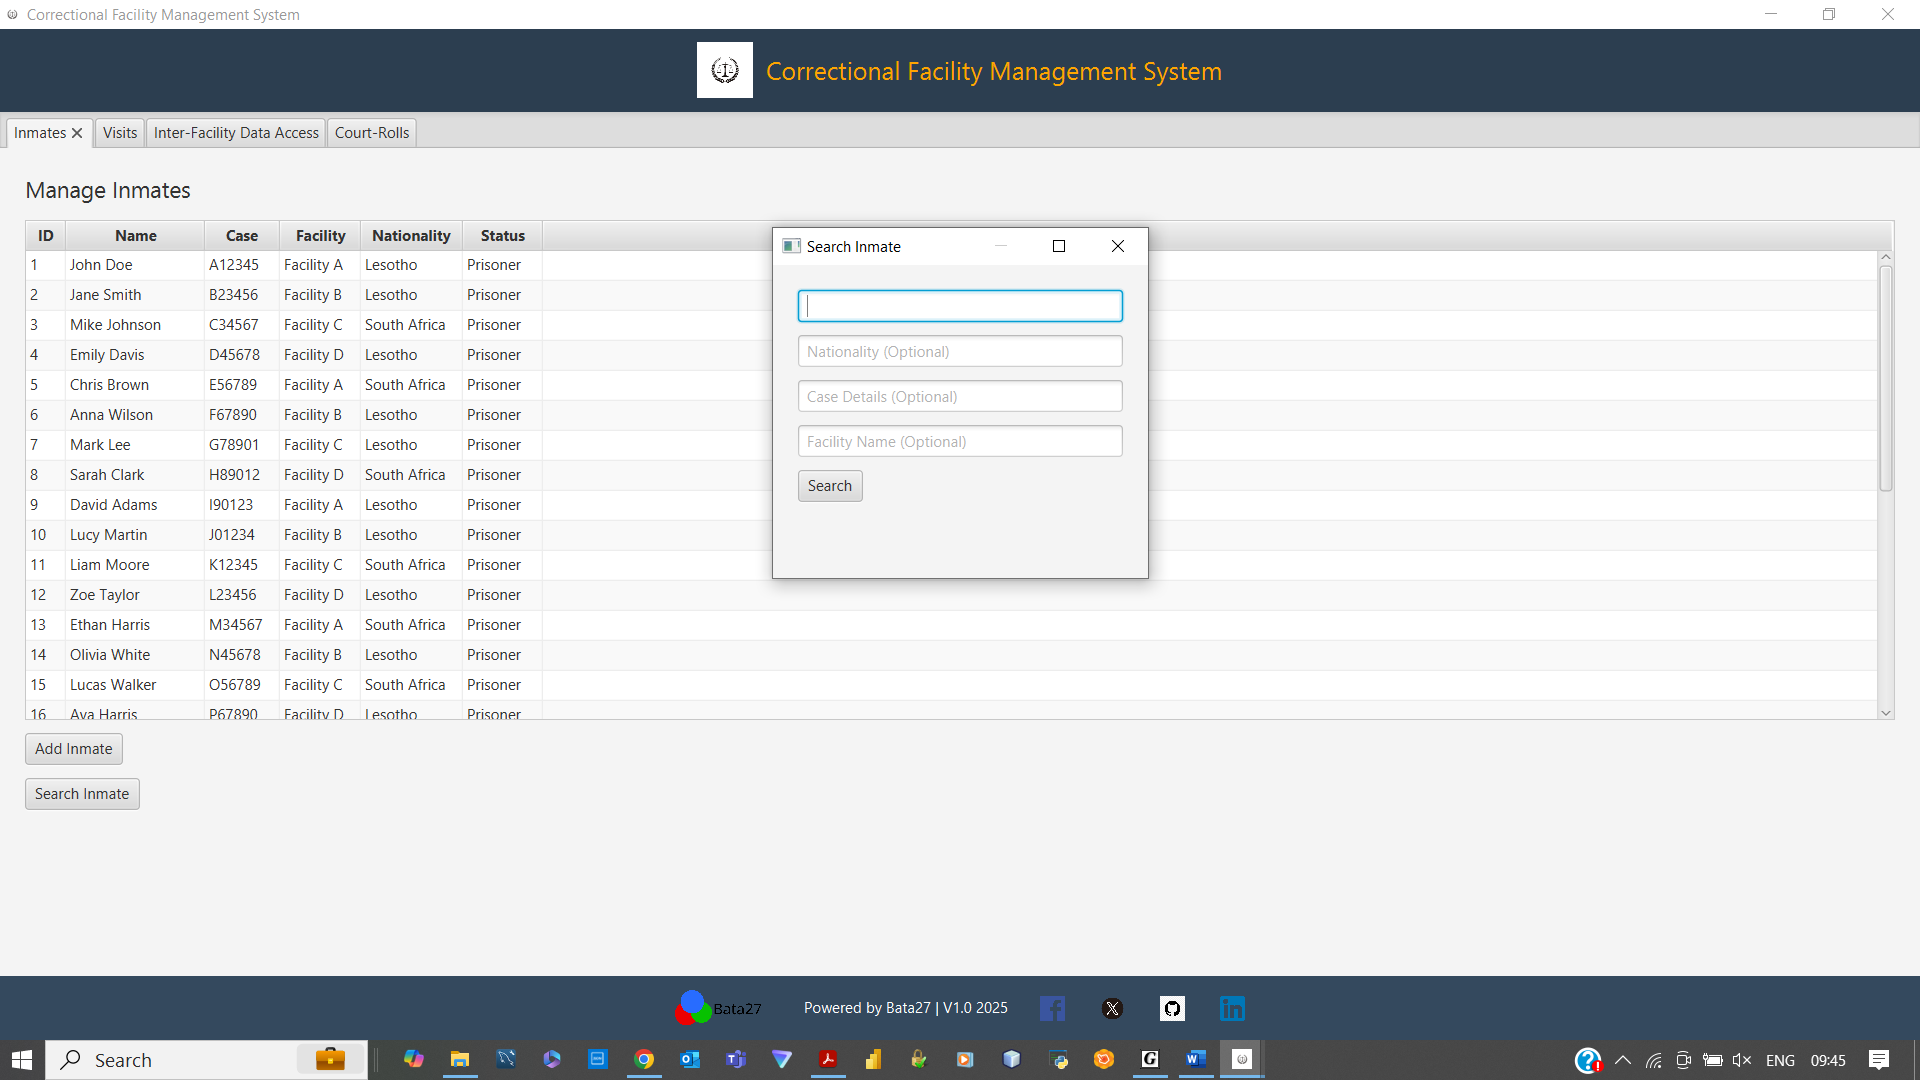 Correctional Facility Management System
Correctional Facility Management System
Inmates Visits Inter-Facility Data Access Court-Rolls
Manage Inmates
ID Name Case Facility Nationality Status
1 John Doe A12345 Facility A Lesotho Prisoner
2 Jane Smith B23456 Facility B Lesotho Prisoner
3 Mike Johnson C34567 Facility C South Africa Prisoner
4 Emily Davis D45678 Facility D Lesotho Prisoner
5 Chris Brown E56789 Facility A South Africa Prisoner
6 Anna Wilson F67890 Facility B Lesotho Prisoner
7 Mark Lee G78901 Facility C Lesotho Prisoner
8 Sarah Clark H89012 Facility D South Africa Prisoner
9 David Adams I90123 Facility A Lesotho Prisoner
10 Lucy Martin J01234 Facility B Lesotho Prisoner
11 Liam Moore K12345 Facility C South Africa Prisoner
12 Zoe Taylor L23456 Facility D Lesotho Prisoner
13 Ethan Harris M34567 Facility A South Africa Prisoner
14 Olivia White N45678 Facility B Lesotho Prisoner
15 Lucas Walker O56789 Facility C South Africa Prisoner
16 Ava Harris P67890 Facility D Lesotho Prisoner
Search Inmate
Nationality (Optional)
Case Details (Optional)
Facility Name (Optional)
Search
Add Inmate
Search Inmate
Bata27 Powered by Bata27 | V1.0 2025
Search ENG 09:45